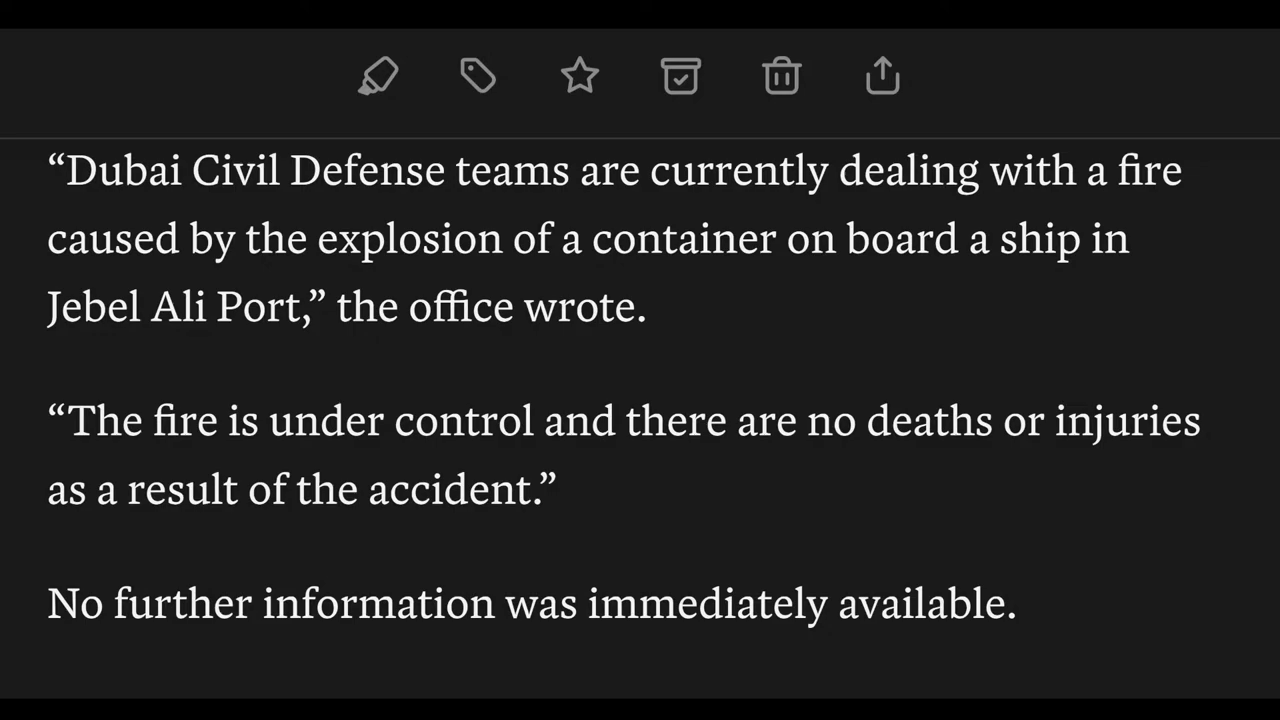 “Dubai Civil Defense teams are currently dealing with a fire
caused by the explosion of a container on board a ship in
Jebel Ali Port,” the office wrote.
“The fire is under control and there are no deaths or injuries
as a result of the accident.”
No further information was immediately available.